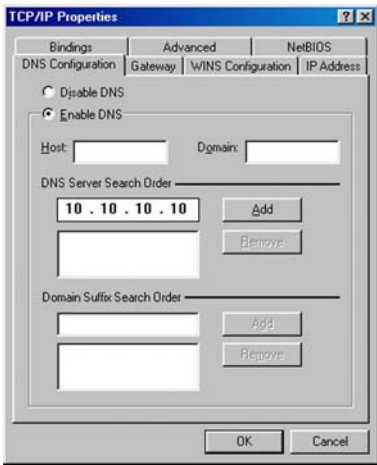 TCP/IP Properties
Bindings Advanced NetBIOS
DNS Configuration Gateway WINS Configuration IP Address
Disable DNS
Enable DNS
Host: Domain:
DNS Server Search Order
10 . 10 . 10 . 10 Add
Remove
Domain Suffix Search Order
Add
Remove
OK Cancel